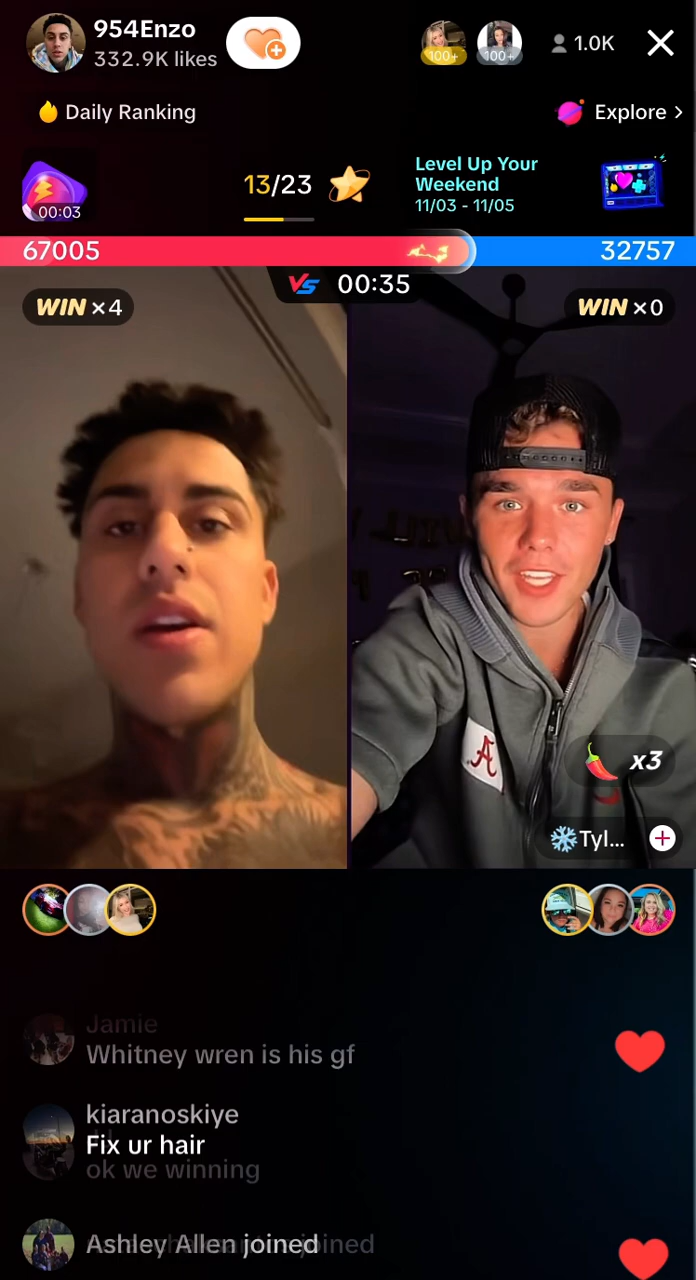 954Enzo
332.9K likes
100+
100+
1.0K
Daily Ranking
Explore >
00:03
13/23
Level Up Your
Weekend
11/03 - 11/05
67005
32757
VS 00:35
WIN ×4
WIN ×0
A
x3
Tyl...
Jamie
Whitney wren is his gf
kiaranoskiye
Fix ur hair
ok we winning
Ashley Allen joined
joined